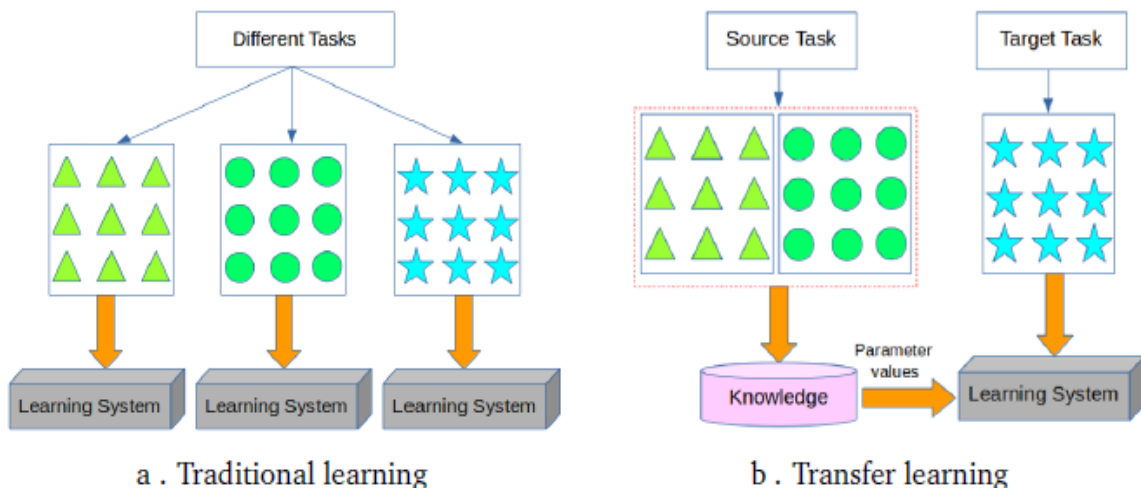 Different Tasks
Learning System
Learning System
Learning System
a . Traditional learning
Source Task
Target Task
Parameter
values
Knowledge
Learning System
b . Transfer learning